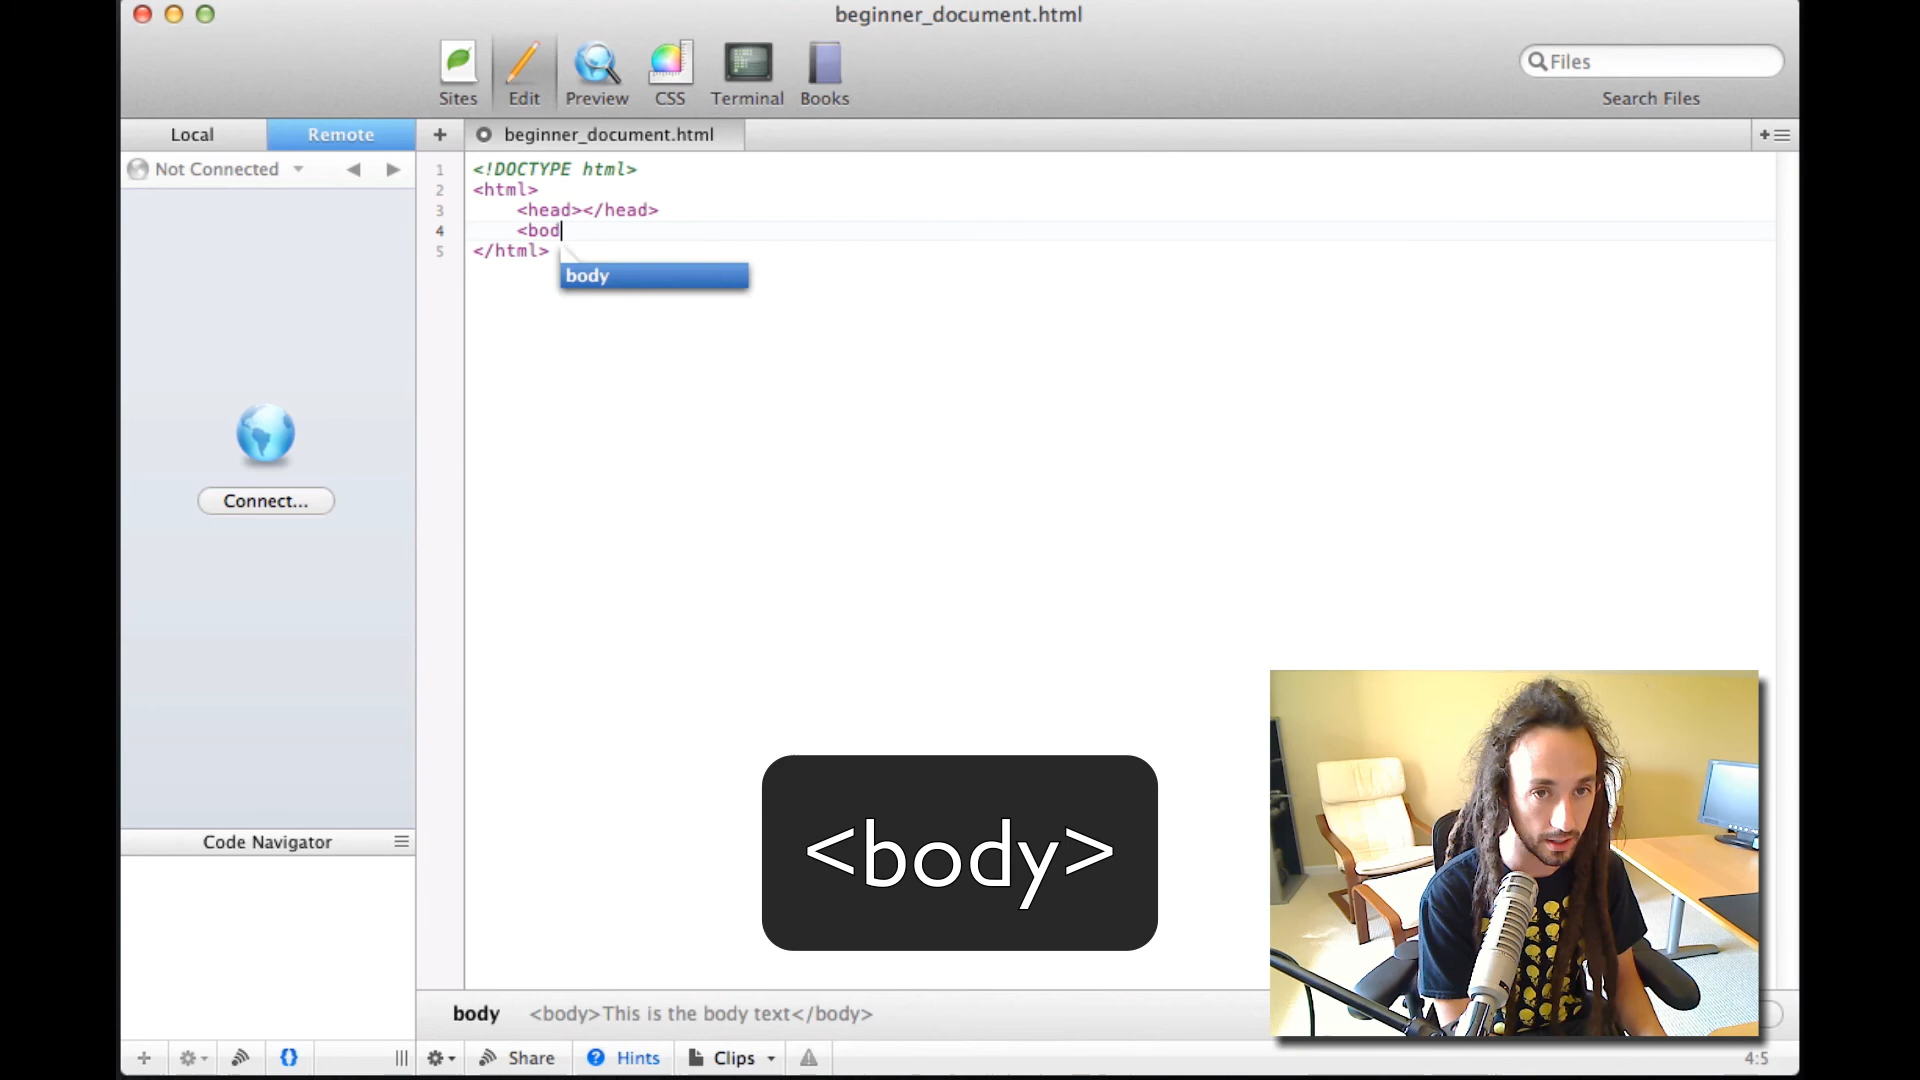 beginner_document.html
Sites Edit Preview CSS Terminal Books
Files
Search Files
Local Remote + beginner_document.html
Not Connected
1 <!DOCTYPE html>
2 <html>
3 <head></head>
4 <bod
5 </html>
body
Connect...
<body>
Code Navigator
body <body>This is the body text</body>
Share Hints Clips
4:5